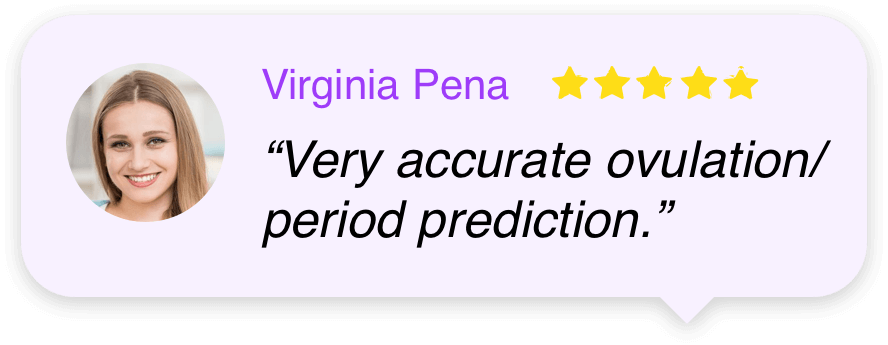 Virginia Pena
“Very accurate ovulation/
period prediction.”